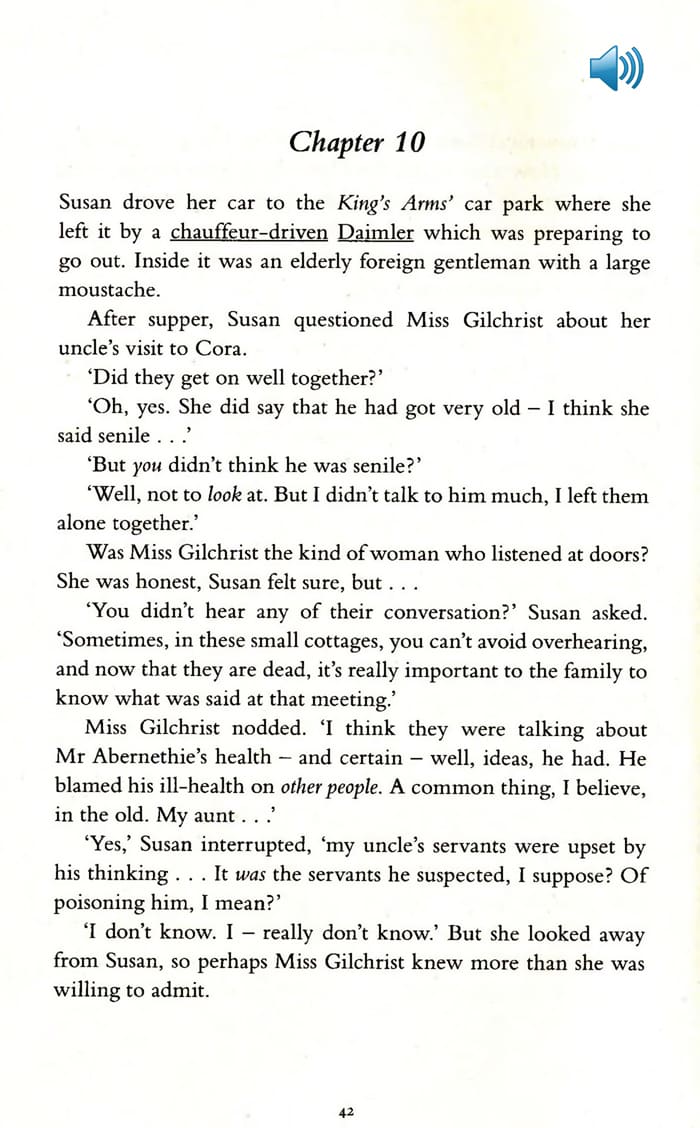 Chapter 10
Susan drove her car to the King's Arms' car park where she
left it by a chauffeur-driven Daimler which was preparing to
go out. Inside it was an elderly foreign gentleman with a large
moustache.
After supper, Susan questioned Miss Gilchrist about her
uncle's visit to Cora.
‘Did they get on well together?’
‘Oh, yes. She did say that he had got very old – I think she
said senile . . .’
‘But you didn't think he was senile?’
‘Well, not to look at. But I didn't talk to him much, I left them
alone together.’
Was Miss Gilchrist the kind of woman who listened at doors?
She was honest, Susan felt sure, but . . .
‘You didn't hear any of their conversation?’ Susan asked.
‘Sometimes, in these small cottages, you can't avoid overhearing,
and now that they are dead, it's really important to the family to
know what was said at that meeting.’
Miss Gilchrist nodded. ‘I think they were talking about
Mr Abernethie's health – and certain – well, ideas, he had. He
blamed his ill-health on other people. A common thing, I believe,
in the old. My aunt . . .’
‘Yes,’ Susan interrupted, ‘my uncle's servants were upset by
his thinking . . . It was the servants he suspected, I suppose? Of
poisoning him, I mean?’
‘I don't know. I – really don't know.’ But she looked away
from Susan, so perhaps Miss Gilchrist knew more than she was
willing to admit.
42